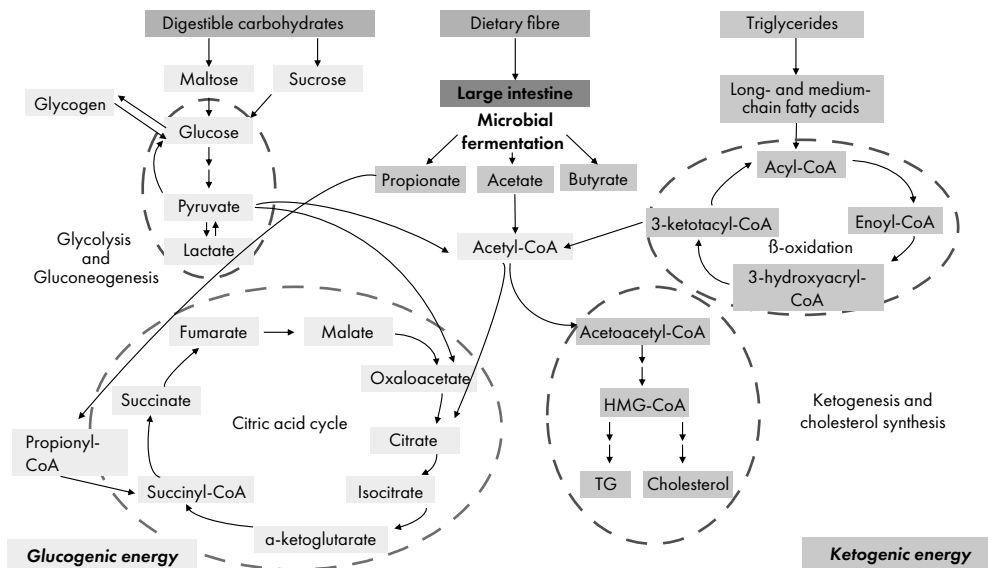 Digestible carbohydrates
Dietary fibre
Triglycerides
Maltose
Sucrose
Large intestine
Long- and medium-
chain fatty acids
Glycogen
Glucose
Microbial
fermentation
Acyl-CoA
Propionate
Acetate
Butyrate
Pyruvate
3-ketotacyl-CoA
Enoyl-CoA
Glycolysis
and
Gluconeogenesis
Lactate
Acetyl-CoA
ß-oxidation
3-hydroxyacryl-
CoA
Fumarate
Malate
Acetoacetyl-CoA
Oxaloacetate
Succinate
Citric acid cycle
HMG-CoA
Ketogenesis and
cholesterol synthesis
Propionyl-
CoA
Citrate
Succinyl-CoA
Isocitrate
TG
Cholesterol
α-ketoglutarate
Glucogenic energy
Ketogenic energy